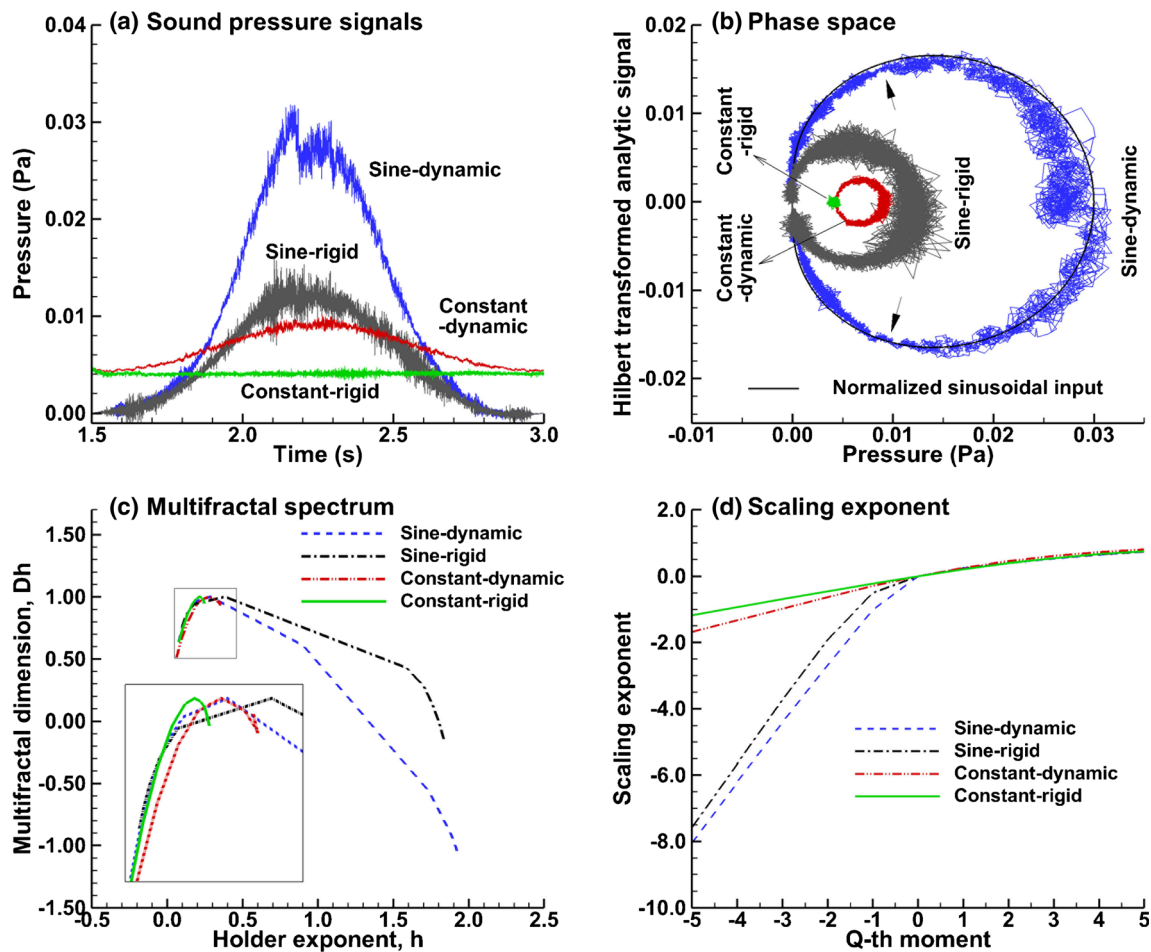 (a) Sound pressure signals
0.04
0.03
0.02
0.01
0.00
Pressure (Pa)
Sine-dynamic
Sine-rigid
Constant
-dynamic
Constant-rigid
1.5
2.0
2.5
3.0
Time (s)
(b) Phase space
0.02
0.01
0.00
-0.01
-0.02
Hilbert transformed analytic signal
Constant
-rigid
Constant
-dynamic
Sine-rigid
Sine-dynamic
Normalized sinusoidal input
-0.01
0.00
0.01
0.02
0.03
Pressure (Pa)
(c) Multifractal spectrum
1.50
1.00
0.50
0.00
-0.50
-1.00
-1.50
Multifractal dimension, Dh
Sine-dynamic
Sine-rigid
Constant-dynamic
Constant-rigid
-0.5
0.0
0.5
1.0
1.5
2.0
2.5
Holder exponent, h
(d) Scaling exponent
2.0
0.0
-2.0
-4.0
-6.0
-8.0
-10.0
Scaling exponent
Sine-dynamic
Sine-rigid
Constant-dynamic
Constant-rigid
-5
-4
-3
-2
-1
0
1
2
3
4
5
Q-th moment